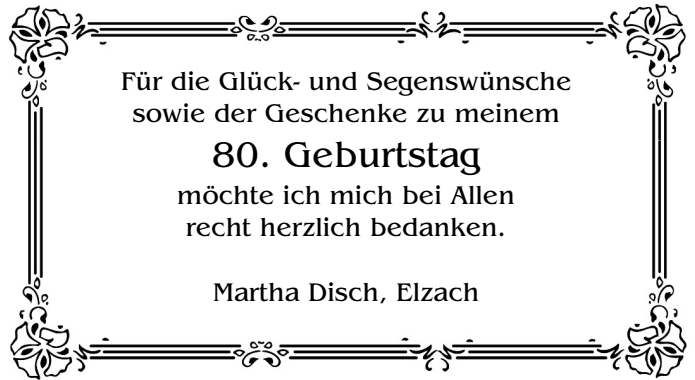 Für die Glück- und Segenswünsche
sowie der Geschenke zu meinem
80. Geburtstag
möchte ich mich bei Allen
recht herzlich bedanken.
Martha Disch, Elzach